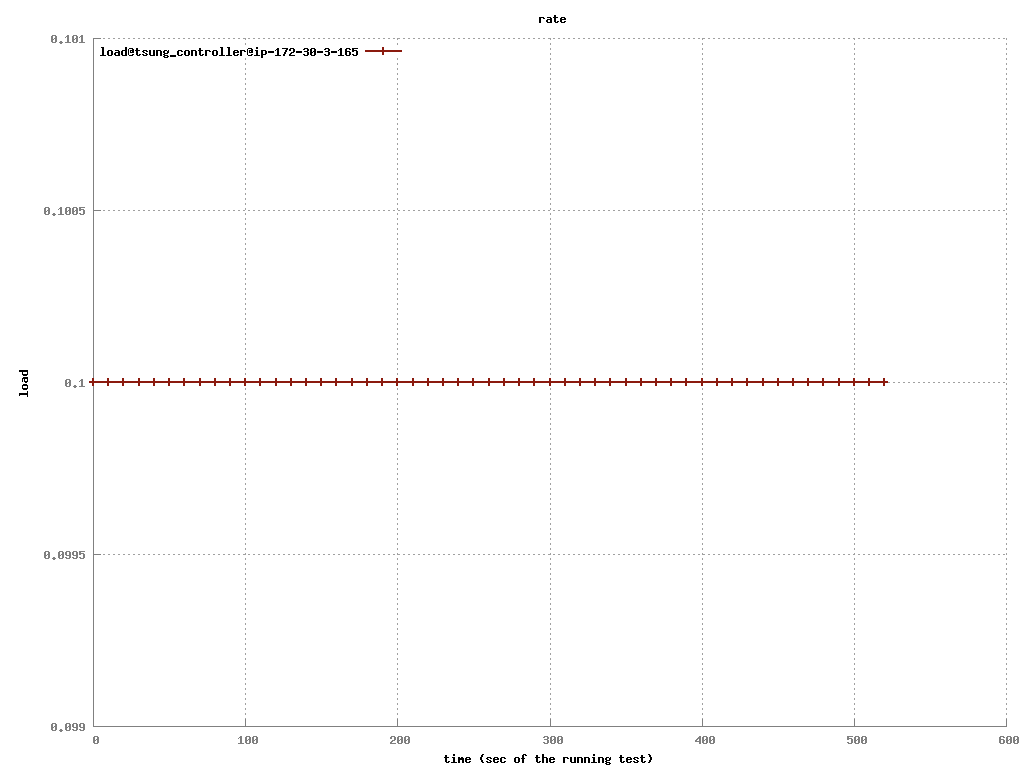 rate
0.101
load@tsung_controller@ip-172-30-3-165
0.1005
load
0.1
0.0995
0.099
0 100 200 300 400 500 600
time (sec of the running test)